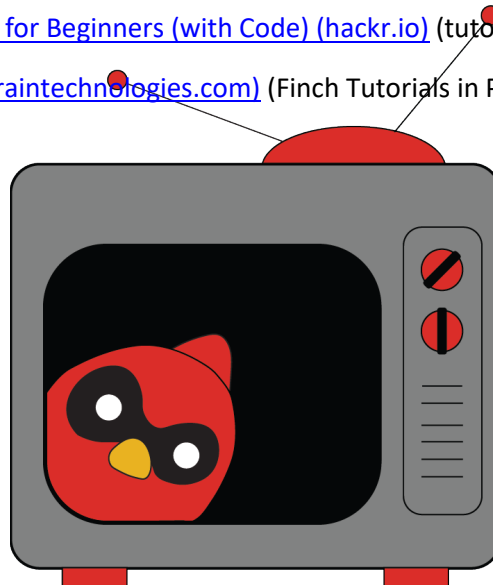 for Beginners (with Code) (hackr.io) (tuto
raintechnologies.com) (Finch Tutorials in P